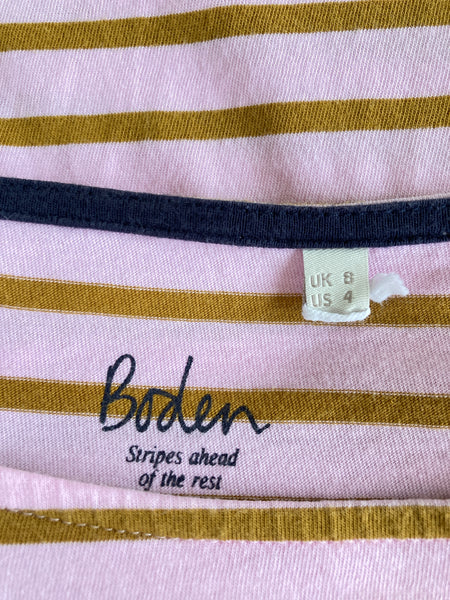 UK 8
US 4
Boden
Stripes ahead
of the rest